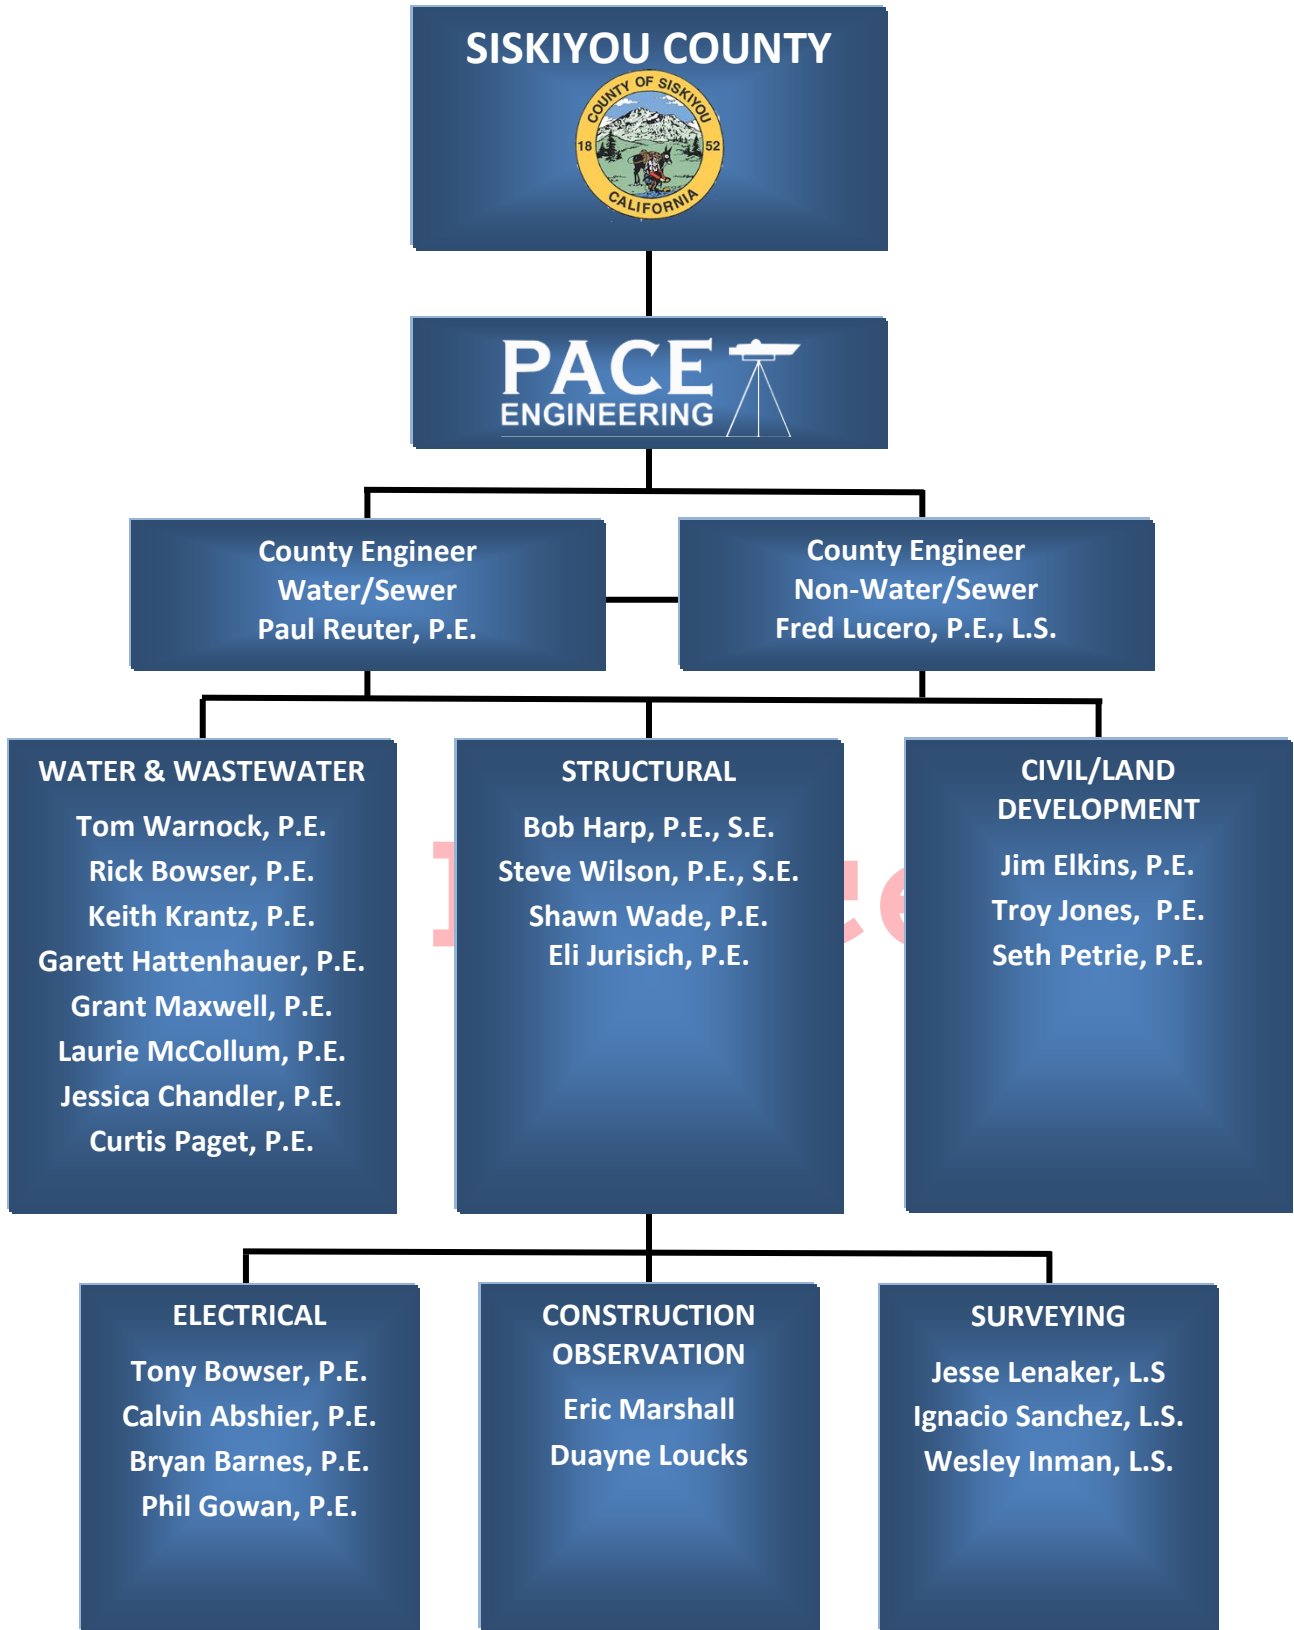 SISKIYOU COUNTY
COUNTY OF SISKIYOU
18 52
CALIFORNIA
PACE
ENGINEERING
County Engineer
Water/Sewer
Paul Reuter, P.E.
County Engineer
Non-Water/Sewer
Fred Lucero, P.E., L.S.
WATER & WASTEWATER
Tom Warnock, P.E.
Rick Bowser, P.E.
Keith Krantz, P.E.
Garett Hattenhauer, P.E.
Grant Maxwell, P.E.
Laurie McCollum, P.E.
Jessica Chandler, P.E.
Curtis Paget, P.E.
STRUCTURAL
Bob Harp, P.E., S.E.
Steve Wilson, P.E., S.E.
Shawn Wade, P.E.
Eli Jurisich, P.E.
CIVIL/LAND
DEVELOPMENT
Jim Elkins, P.E.
Troy Jones, P.E.
Seth Petrie, P.E.
ELECTRICAL
Tony Bowser, P.E.
Calvin Abshier, P.E.
Bryan Barnes, P.E.
Phil Gowan, P.E.
CONSTRUCTION
OBSERVATION
Eric Marshall
Duayne Loucks
SURVEYING
Jesse Lenaker, L.S
Ignacio Sanchez, L.S.
Wesley Inman, L.S.